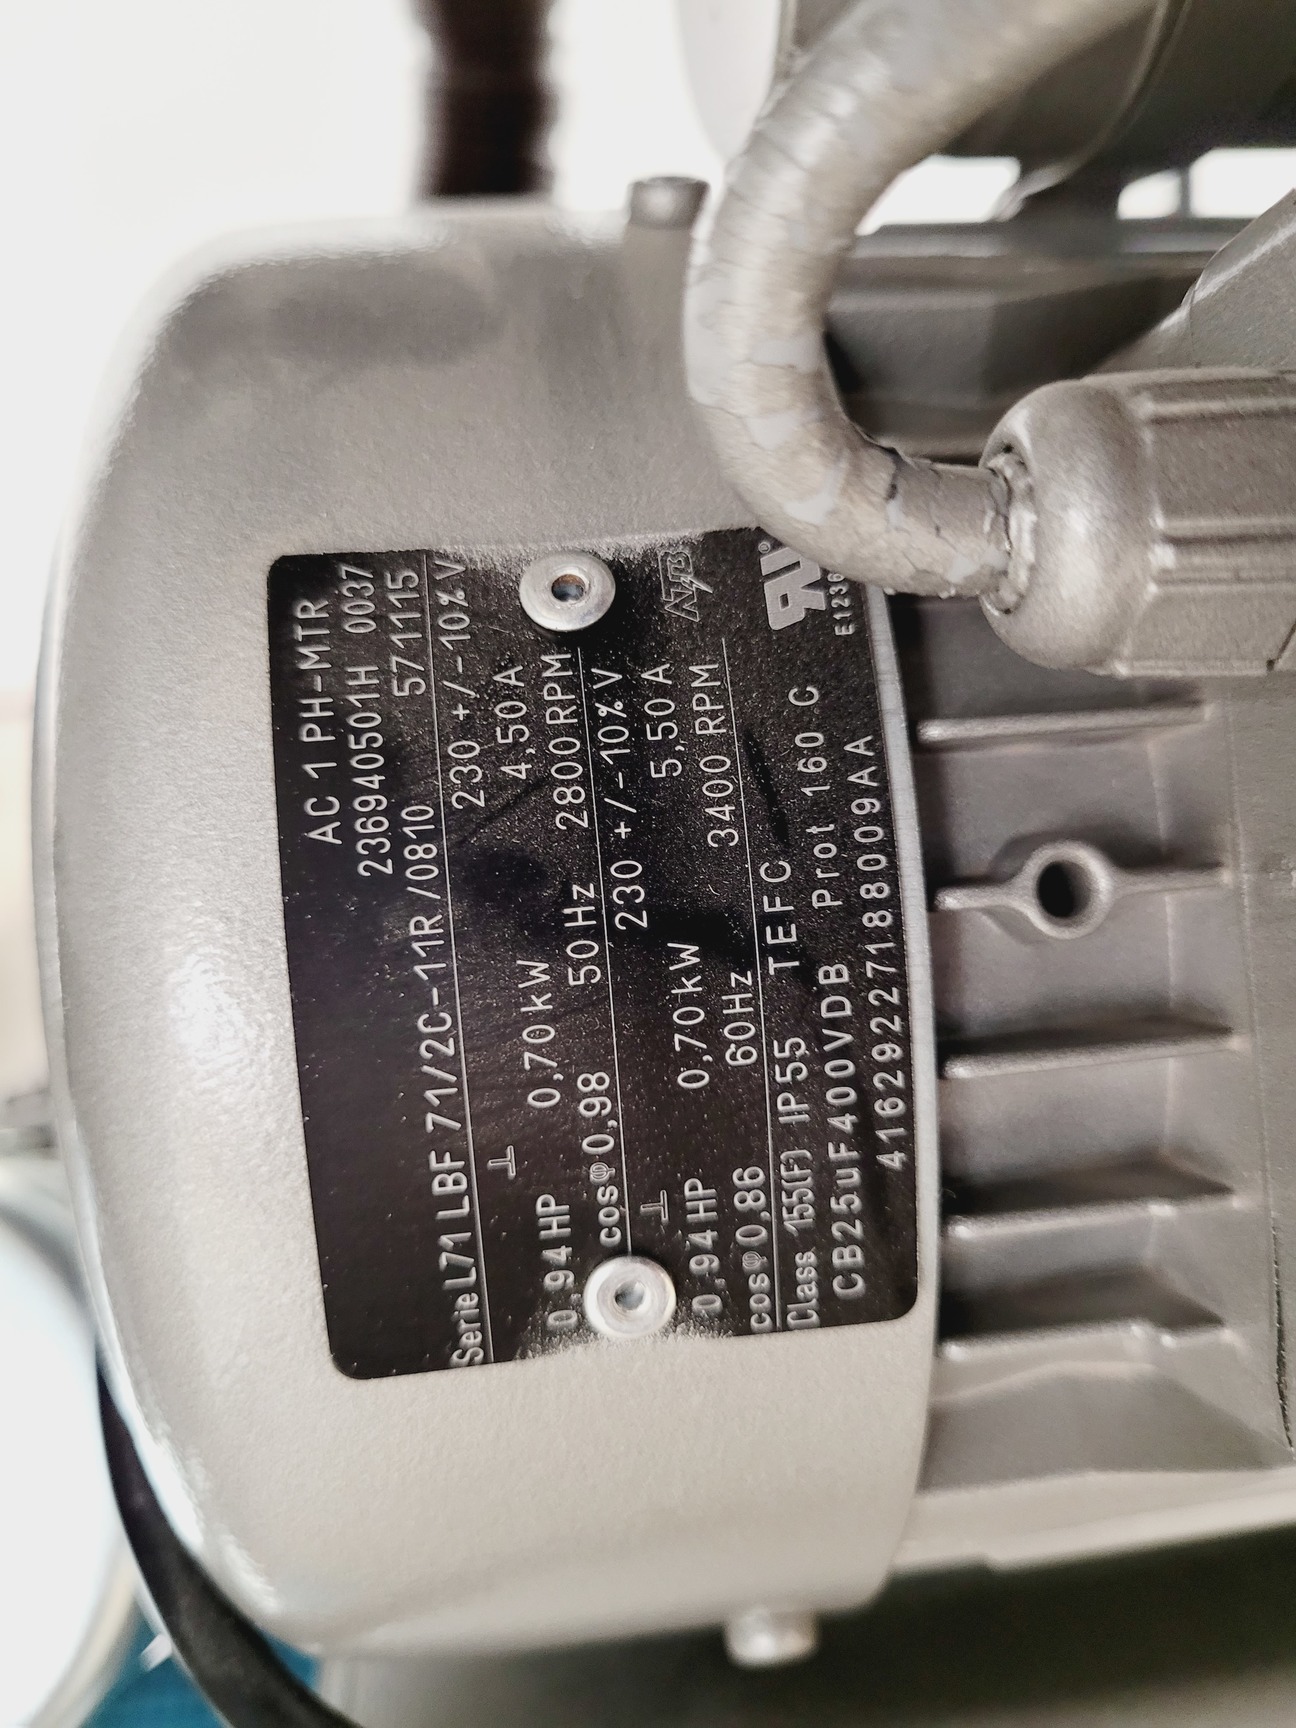 AC 1 PH-MTR
236940501H 0037
571115
Serie L71 LBF 71/2C-11R /0810
⊥ 230 +/-10% V
0,94 HP 0,70 kW 4,50 A
cosφ 0,98 50 Hz 2800 RPM
⊥ 230 +/-10% V
0,94 HP 0,70 kW 5,50 A
cosφ 0,86 60Hz 3400 RPM
Class 155(F) IP55 TEFC
CB25uF400VDB Prot 160 C
41629227188009AA